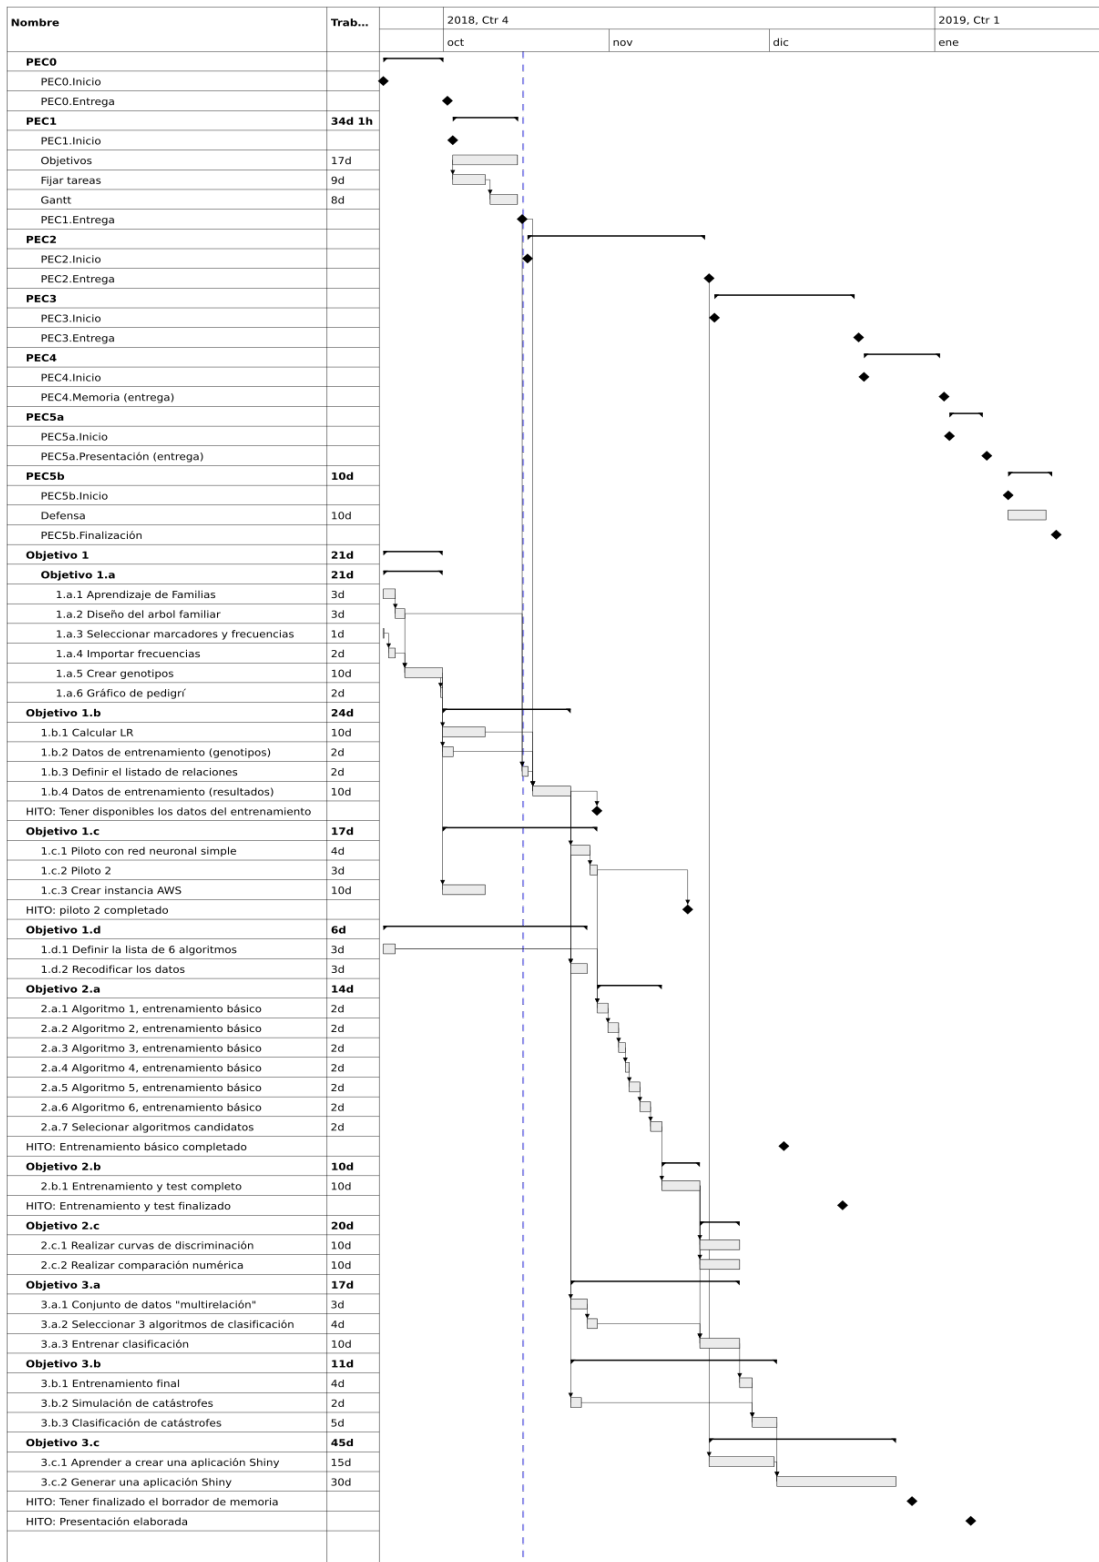 Nombre Trab... 2018, Ctr 4 2019, Ctr 1
oct nov dic ene
PEC0
PEC0.Inicio
PEC0.Entrega
PEC1 34d 1h
PEC1.Inicio
Objetivos 17d
Fijar tareas 9d
Gantt 8d
PEC1.Entrega
PEC2
PEC2.Inicio
PEC2.Entrega
PEC3
PEC3.Inicio
PEC3.Entrega
PEC4
PEC4.Inicio
PEC4.Memoria (entrega)
PEC5a
PEC5a.Inicio
PEC5a.Presentación (entrega)
PEC5b 10d
PEC5b.Inicio
Defensa 10d
PEC5b.Finalización
Objetivo 1 21d
Objetivo 1.a 21d
1.a.1 Aprendizaje de Familias 3d
1.a.2 Diseño del arbol familiar 3d
1.a.3 Seleccionar marcadores y frecuencias 1d
1.a.4 Importar frecuencias 2d
1.a.5 Crear genotipos 10d
1.a.6 Gráfico de pedigrí 2d
Objetivo 1.b 24d
1.b.1 Calcular LR 10d
1.b.2 Datos de entrenamiento (genotipos) 2d
1.b.3 Definir el listado de relaciones 2d
1.b.4 Datos de entrenamiento (resultados) 10d
HITO: Tener disponibles los datos del entrenamiento
Objetivo 1.c 17d
1.c.1 Piloto con red neuronal simple 4d
1.c.2 Piloto 2 3d
1.c.3 Crear instancia AWS 10d
HITO: piloto 2 completado
Objetivo 1.d 6d
1.d.1 Definir la lista de 6 algoritmos 3d
1.d.2 Recodificar los datos 3d
Objetivo 2.a 14d
2.a.1 Algoritmo 1, entrenamiento básico 2d
2.a.2 Algoritmo 2, entrenamiento básico 2d
2.a.3 Algoritmo 3, entrenamiento básico 2d
2.a.4 Algoritmo 4, entrenamiento básico 2d
2.a.5 Algoritmo 5, entrenamiento básico 2d
2.a.6 Algoritmo 6, entrenamiento básico 2d
2.a.7 Selecionar algoritmos candidatos 2d
HITO: Entrenamiento básico completado
Objetivo 2.b 10d
2.b.1 Entrenamiento y test completo 10d
HITO: Entrenamiento y test finalizado
Objetivo 2.c 20d
2.c.1 Realizar curvas de discriminación 10d
2.c.2 Realizar comparación numérica 10d
Objetivo 3.a 17d
3.a.1 Conjunto de datos "multirelación" 3d
3.a.2 Seleccionar 3 algoritmos de clasificación 4d
3.a.3 Entrenar clasificación 10d
Objetivo 3.b 11d
3.b.1 Entrenamiento final 4d
3.b.2 Simulación de catástrofes 2d
3.b.3 Clasificación de catástrofes 5d
Objetivo 3.c 45d
3.c.1 Aprender a crear una aplicación Shiny 15d
3.c.2 Generar una aplicación Shiny 30d
HITO: Tener finalizado el borrador de memoria
HITO: Presentación elaborada